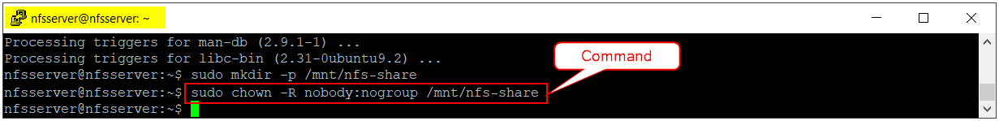 nfsserver@nfsserver: ~
Processing triggers for man-db (2.9.1-1) ...
Processing triggers for libc-bin (2.31-0ubuntu9.2) ...
Command
nfsserver@nfsserver:~$ sudo mkdir -p /mnt/nfs-share
nfsserver@nfsserver:~$ sudo chown -R nobody:nogroup /mnt/nfs-share
nfsserver@nfsserver:~$